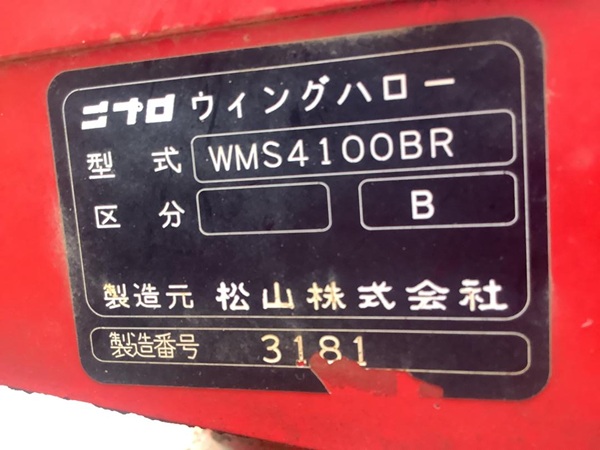 ニプロ ウィングハロー
型式 WMS4100BR
区分 B
製造元 松山株式会社
製造番号 3181